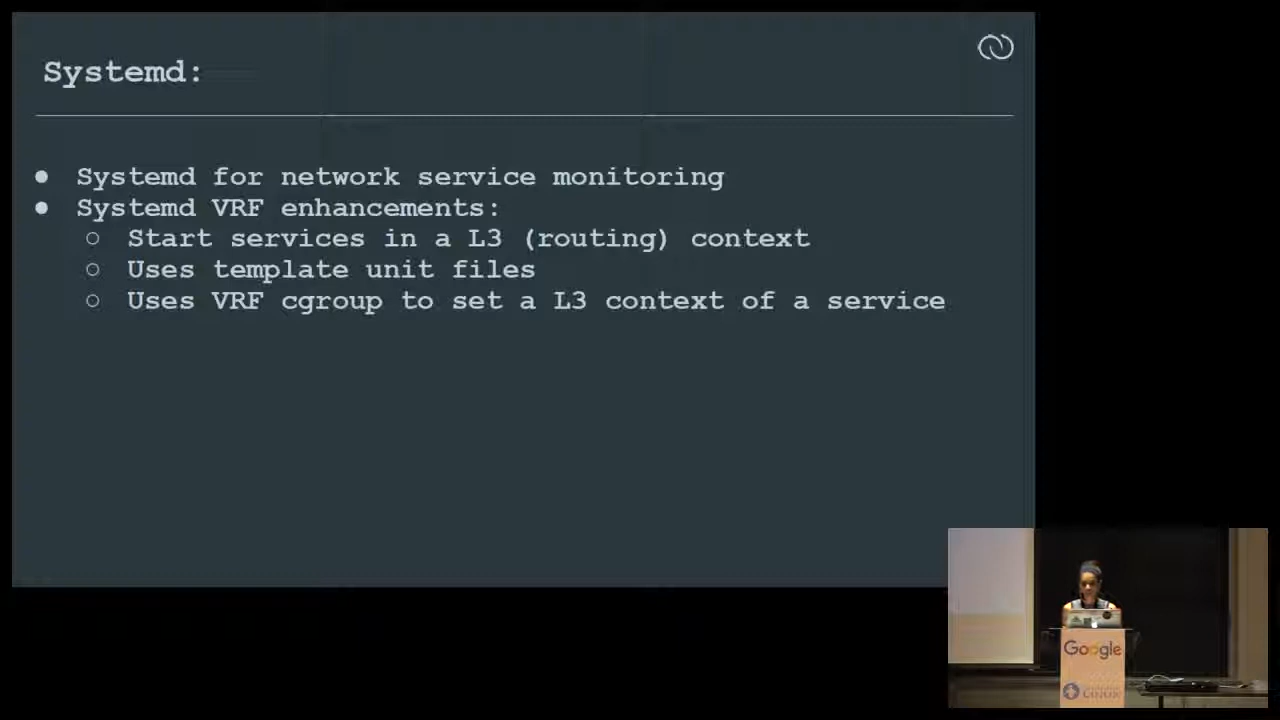 Systemd:
● Systemd for network service monitoring
● Systemd VRF enhancements:
○ Start services in a L3 (routing) context
○ Uses template unit files
○ Uses VRF cgroup to set a L3 context of a service
Google